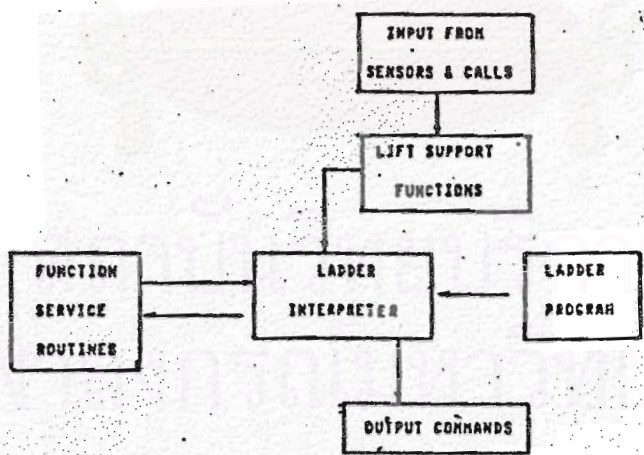 INPUT FROM
SENSORS & CALLS
LIFT SUPPORT
FUNCTIONS
FUNCTION
SERVICE
ROUTINES
LADDER
INTERPRETER
LADDER
PROGRAM
OUTPUT COMMANDS